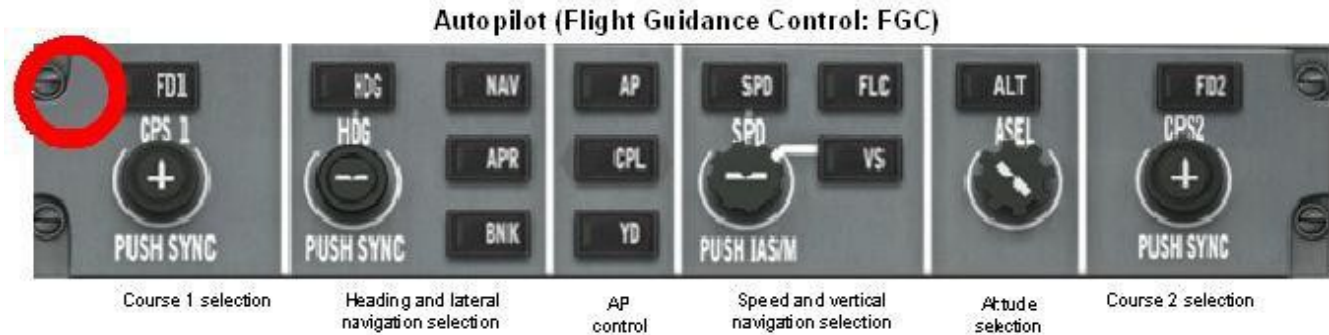 Autopilot (Flight Guidance Control: FGC)
FD1 HDG NAV AP SPD FLC ALT FD2
CPS 1 HDG SPD ASEL CPS2
APR CPL VS
BNK YD
PUSH SYNC PUSH SYNC PUSH IAS/M PUSH SYNC
Course 1 selection Heading and lateral AP Speed and vertical Altitude Course 2 selection
navigation selection control navigation selection selection